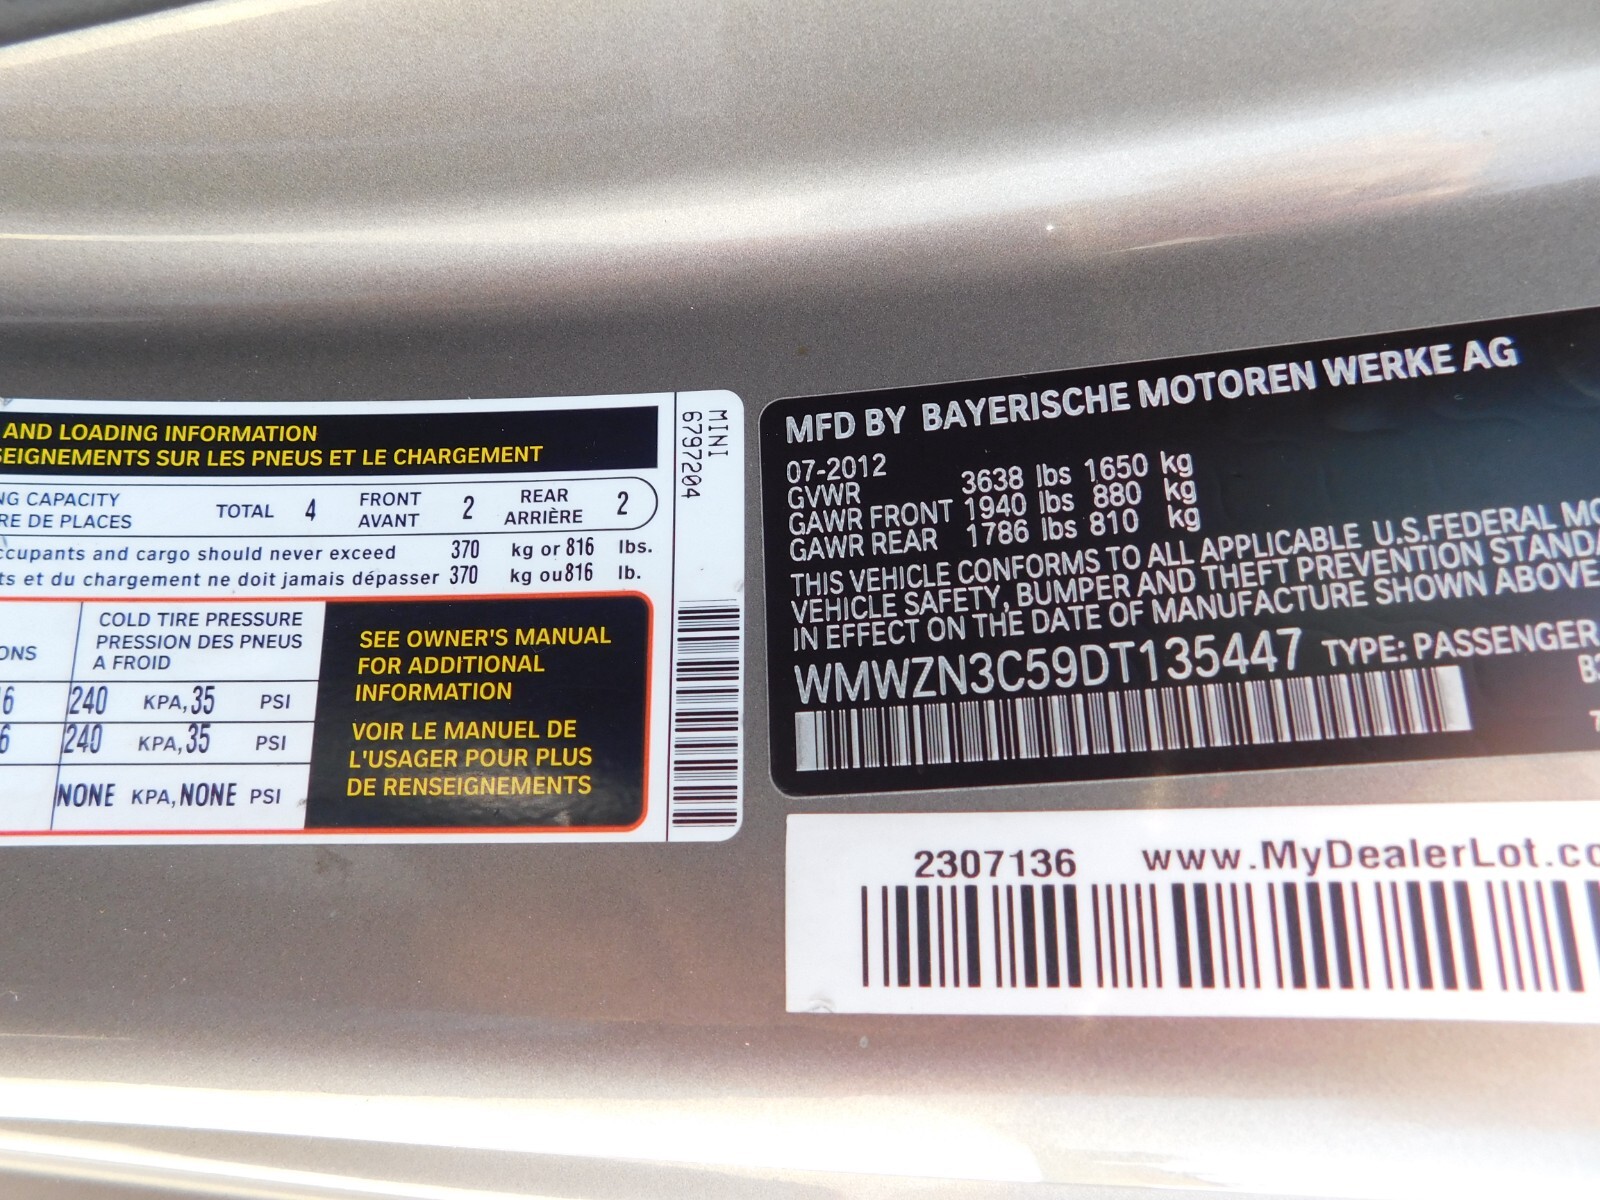 AND LOADING INFORMATION
SEIGNEMENTS SUR LES PNEUS ET LE CHARGEMENT
NG CAPACITY
RE DE PLACES
TOTAL 4
FRONT
AVANT
2
REAR
ARRIÈRE
2
ccupants and cargo should never exceed 370 kg or 816 lbs.
ts et du chargement ne doit jamais dépasser 370 kg ou 816 lb.
ONS
COLD TIRE PRESSURE
PRESSION DES PNEUS
A FROID
6 240 KPA, 35 PSI
6 240 KPA, 35 PSI
NONE KPA, NONE PSI
SEE OWNER'S MANUAL
FOR ADDITIONAL
INFORMATION
VOIR LE MANUEL DE
L'USAGER POUR PLUS
DE RENSEIGNEMENTS
MINI
6797204
MFD BY BAYERISCHE MOTOREN WERKE AG
07-2012
GVWR 3638 lbs 1650 kg
GAWR FRONT 1940 lbs 880 kg
GAWR REAR 1786 lbs 810 kg
THIS VEHICLE CONFORMS TO ALL APPLICABLE U.S.FEDERAL MO
VEHICLE SAFETY, BUMPER AND THEFT PREVENTION STANDA
IN EFFECT ON THE DATE OF MANUFACTURE SHOWN ABOVE
WMWZN3C59DT135447 TYPE: PASSENGER
B3
7
2307136 www.MyDealerLot.co